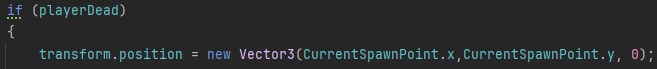 if (playerDead)
{
    transform.position = new Vector3(CurrentSpawnPoint.x,CurrentSpawnPoint.y, 0);